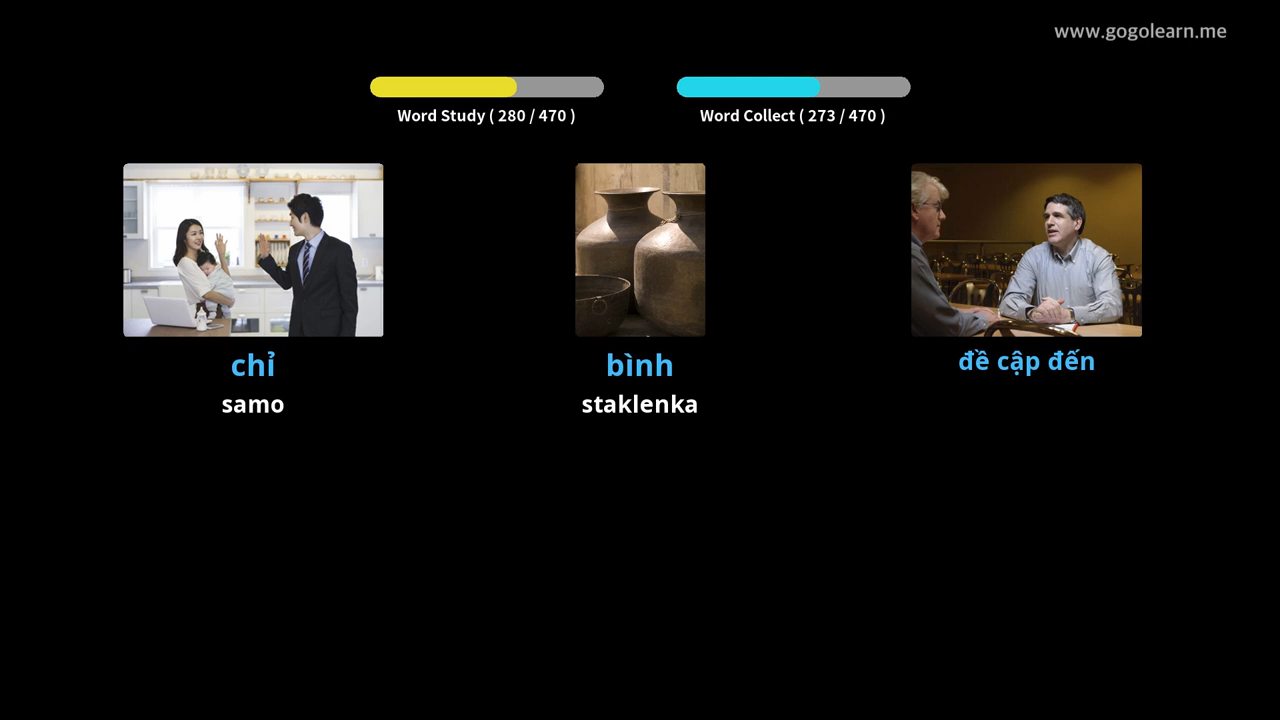 www.gogolearn.me
Word Study ( 280 / 470 )
Word Collect ( 273 / 470 )
chỉ
samo
bình
staklenka
đề cập đến